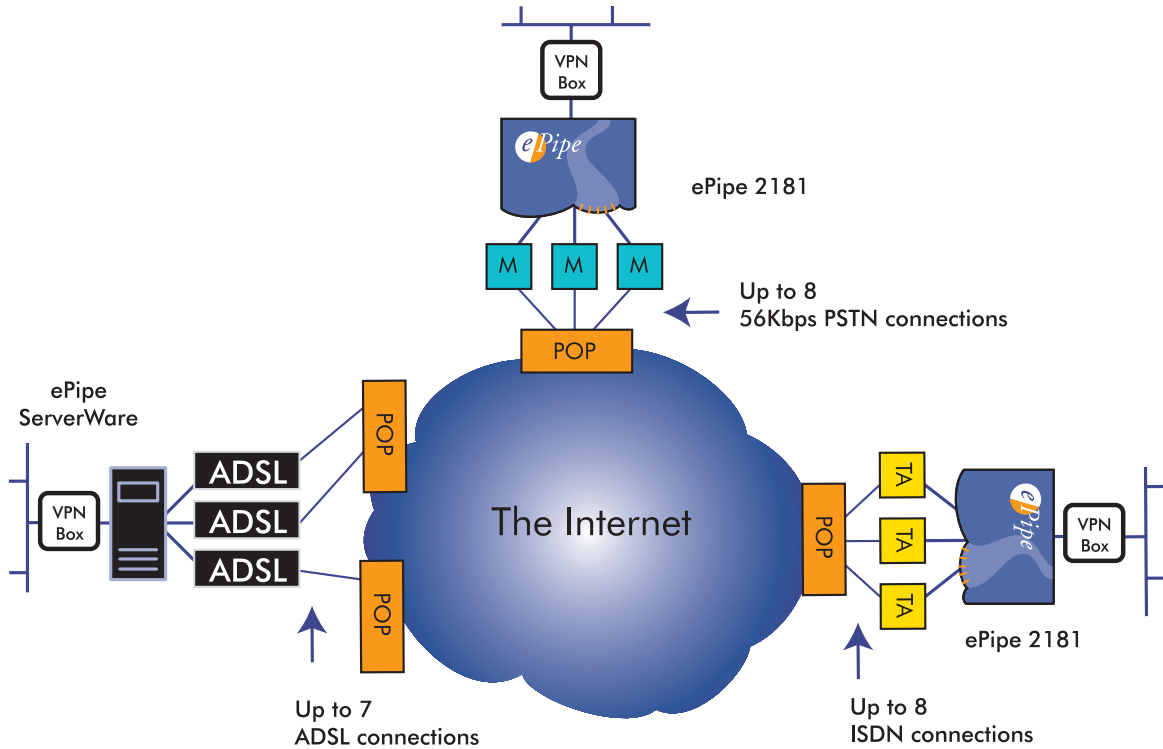 VPN
Box
ePipe
ePipe 2181
M
M
M
Up to 8
56Kbps PSTN connections
POP
ePipe
ServerWare
VPN
Box
ADSL
ADSL
ADSL
POP
POP
Up to 7
ADSL connections
The Internet
POP
TA
TA
TA
ePipe
VPN
Box
ePipe 2181
Up to 8
ISDN connections